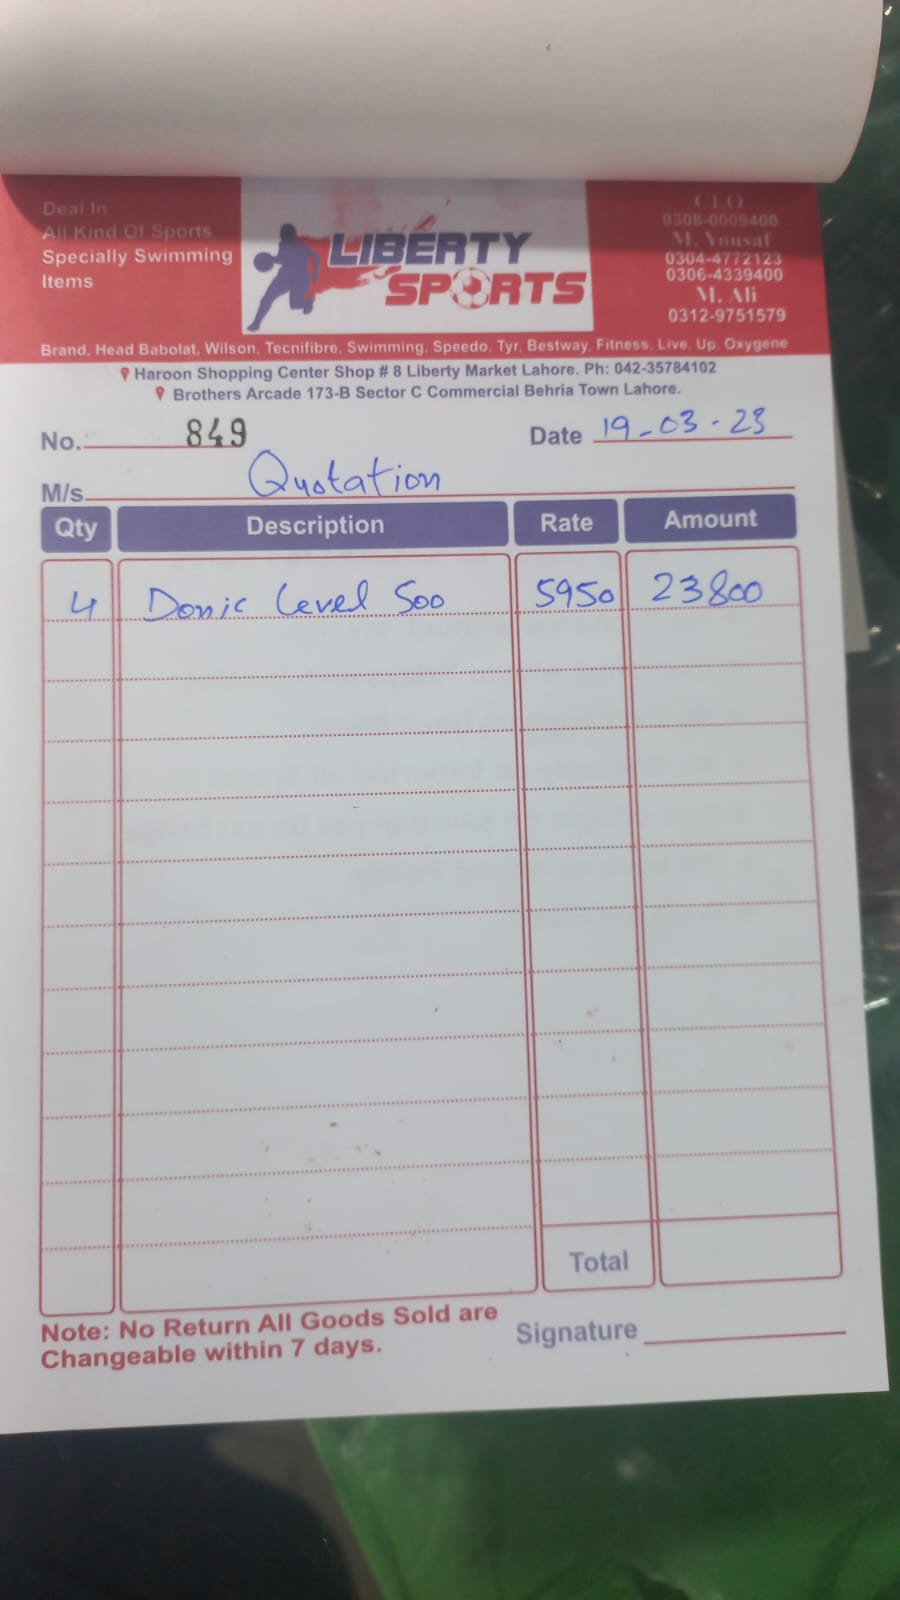 Deal In
All Kind Of Sports
Specially Swimming
Items
LIBERTY
SPORTS
CEO
0308-0009400
M. Yousaf
0304-4772123
0306-4339400
M. Ali
0312-9751579
Brand, Head Babolat, Wilson, Tecnifibre, Swimming, Speedo, Tyr, Bestway, Fitness, Live, Up, Oxygene
Haroon Shopping Center Shop # 8 Liberty Market Lahore. Ph: 042-35784102
Brothers Arcade 173-B Sector C Commercial Behria Town Lahore.
No. 849 Date 19-03-23
M/s Quotation
Qty Description Rate Amount
4 Donic Level 500 5950 23800
Total
Note: No Return All Goods Sold are
Changeable within 7 days.
Signature